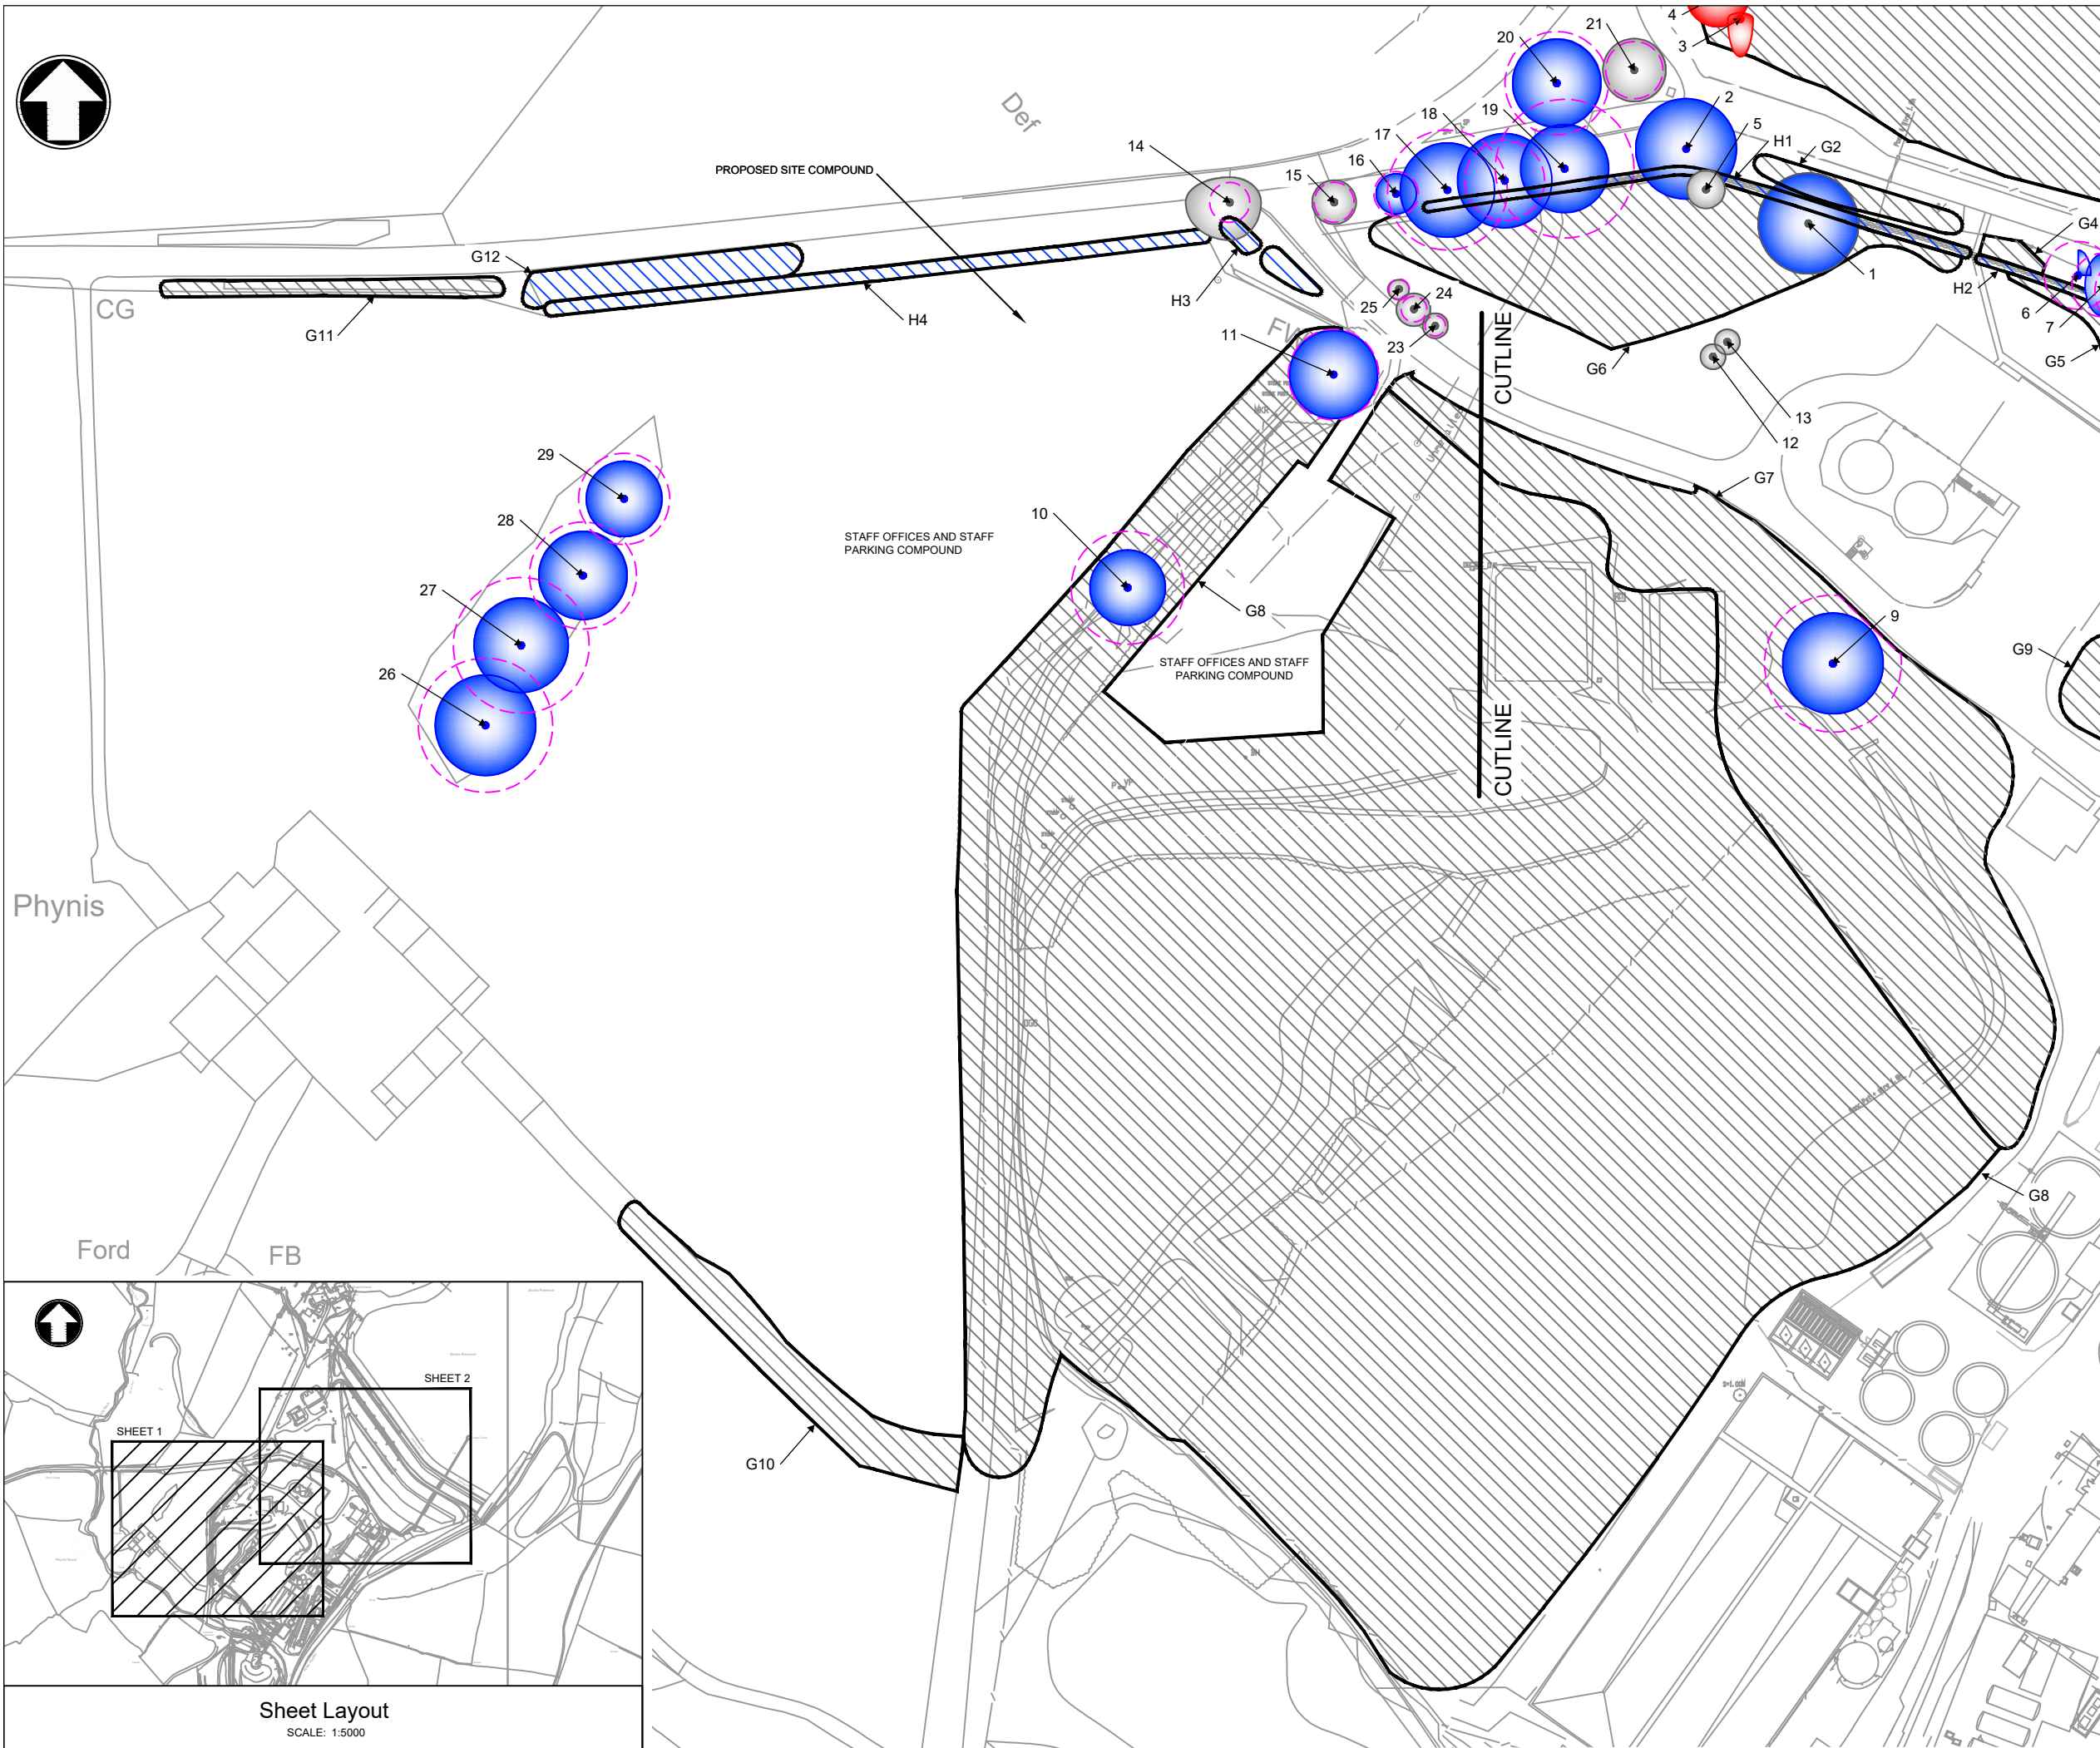 4
3
21
20
2
5
H1
G2
19
18
17
16
15
14
Def
PROPOSED SITE COMPOUND
G4
G12
G11
CG
H4
H3
H2
1
6
7
G5
25
24
23
11
CUTLINE
G6
13
12
29
28
27
26
10
STAFF OFFICES AND STAFF
PARKING COMPOUND
G7
G8
9
G9
STAFF OFFICES AND STAFF
PARKING COMPOUND
CUTLINE
Phynis
G8
Ford
FB
G10
SHEET 2
SHEET 1
Sheet Layout
SCALE: 1:5000